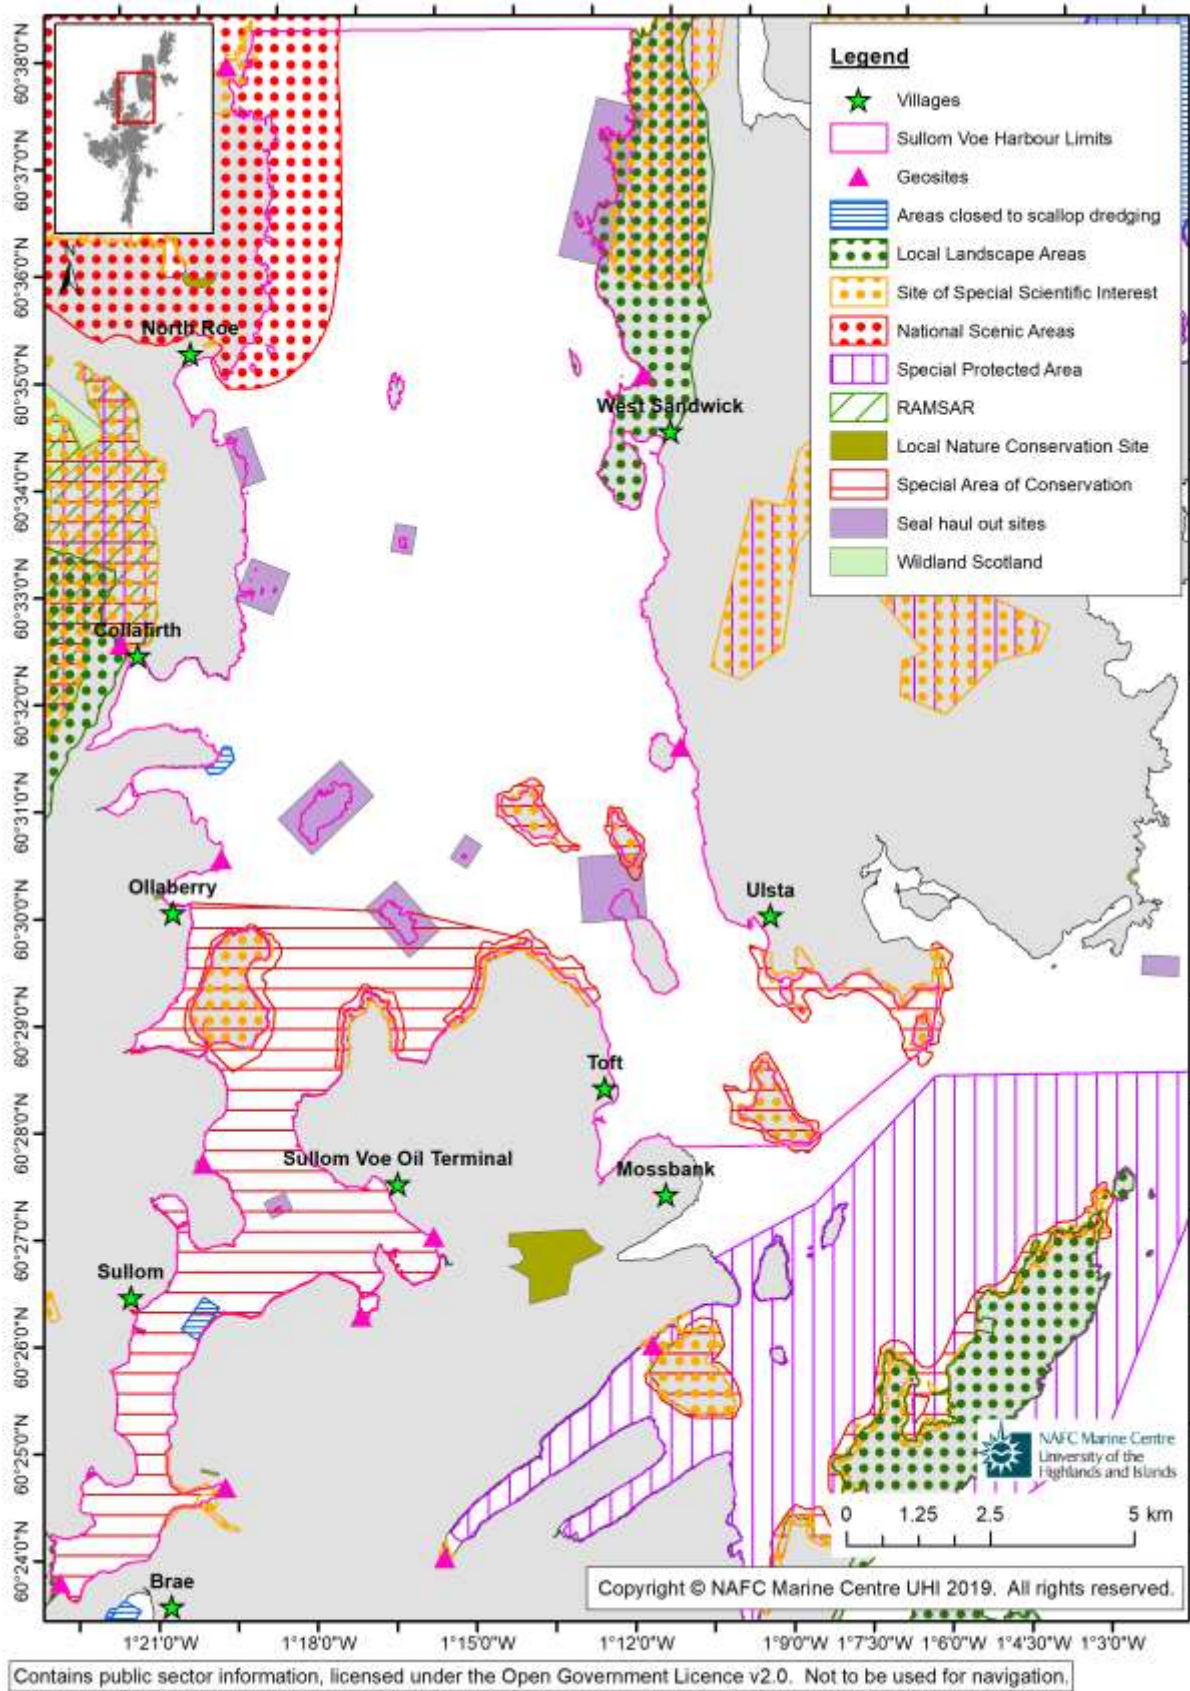 Legend
Villages
Sullom Voe Harbour Limits
Geosites
Areas closed to scallop dredging
Local Landscape Areas
Site of Special Scientific Interest
National Scenic Areas
Special Protected Area
RAMSAR
Local Nature Conservation Site
Special Area of Conservation
Seal haul out sites
Wildland Scotland
N
North Roe
West Sandwick
Collafirth
Ollaberry
Ulsta
Toft
Sullom Voe Oil Terminal
Mossbank
Sullom
Brae
60°38'0"N
60°37'0"N
60°36'0"N
60°35'0"N
60°34'0"N
60°33'0"N
60°32'0"N
60°31'0"N
60°30'0"N
60°29'0"N
60°28'0"N
60°27'0"N
60°26'0"N
60°25'0"N
60°24'0"N
NAFC Marine Centre
University of the
Highlands and Islands
0 1.25 2.5 5 km
Copyright © NAFC Marine Centre UHI 2019. All rights reserved.
1°21'0"W 1°18'0"W 1°15'0"W 1°12'0"W 1°9'0"W 1°7'30"W 1°6'0"W 1°4'30"W 1°3'0"W
Contains public sector information, licensed under the Open Government Licence v2.0. Not to be used for navigation.